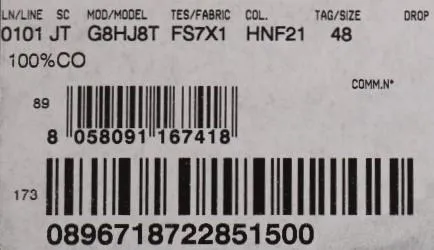 LN/LINE SC MOD/MODEL TES/FABRIC COL. TAG/SIZE DROP
0101 JT G8HJ8T FS7X1 HNF21 48
100%CO
COMM.N*
89
8 058091 167418
173
0896718722851500